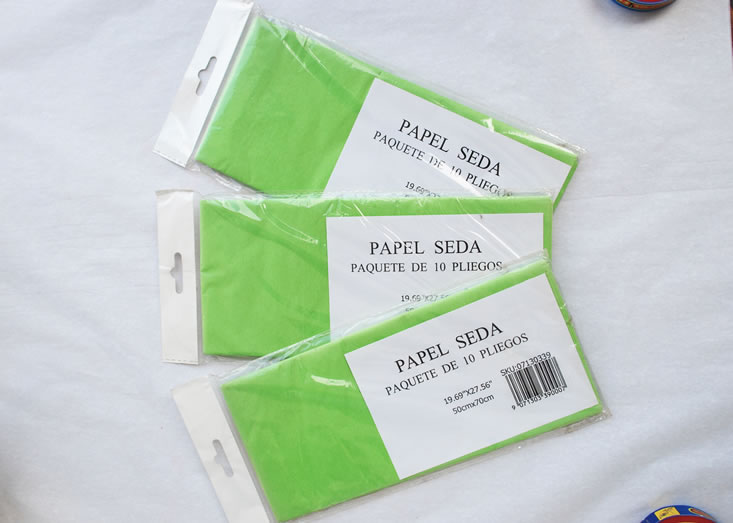 PAPEL SEDA
PAQUETE DE 10 PLIEGOS
PAPEL SEDA
PAQUETE DE 10 PLIEGOS
PAPEL SEDA
PAQUETE DE 10 PLIEGOS
19.69"X27.56"
50cmx70cm
SKU:07130339